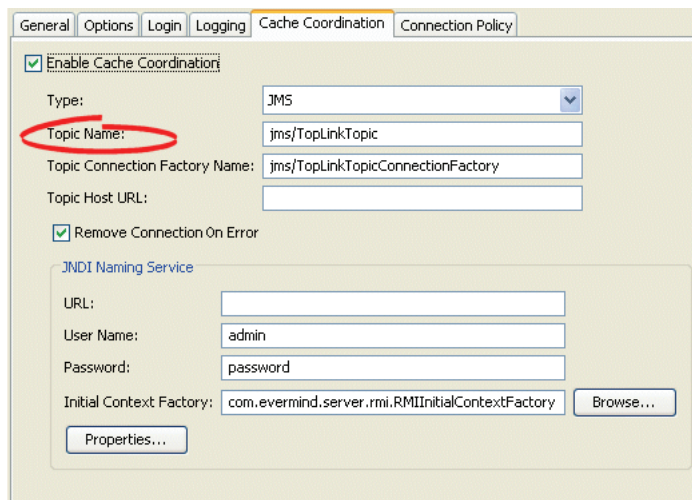 General Options Login Logging Cache Coordination Connection Policy
Enable Cache Coordination
Type: JMS
Topic Name: jms/TopLinkTopic
Topic Connection Factory Name: jms/TopLinkTopicConnectionFactory
Topic Host URL:
Remove Connection On Error
JNDI Naming Service
URL:
User Name: admin
Password: password
Initial Context Factory: com.evermind.server.rmi.RMIInitialContextFactory Browse...
Properties...